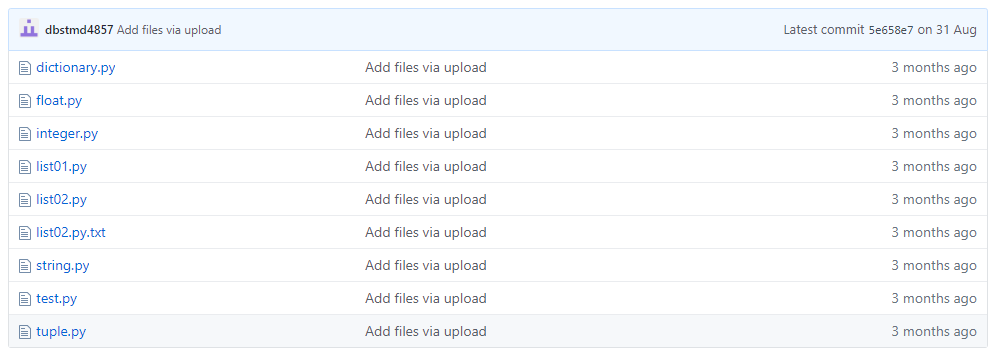 dbstmd4857 Add files via upload Latest commit 5e658e7 on 31 Aug
dictionary.py Add files via upload 3 months ago
float.py Add files via upload 3 months ago
integer.py Add files via upload 3 months ago
list01.py Add files via upload 3 months ago
list02.py Add files via upload 3 months ago
list02.py.txt Add files via upload 3 months ago
string.py Add files via upload 3 months ago
test.py Add files via upload 3 months ago
tuple.py Add files via upload 3 months ago